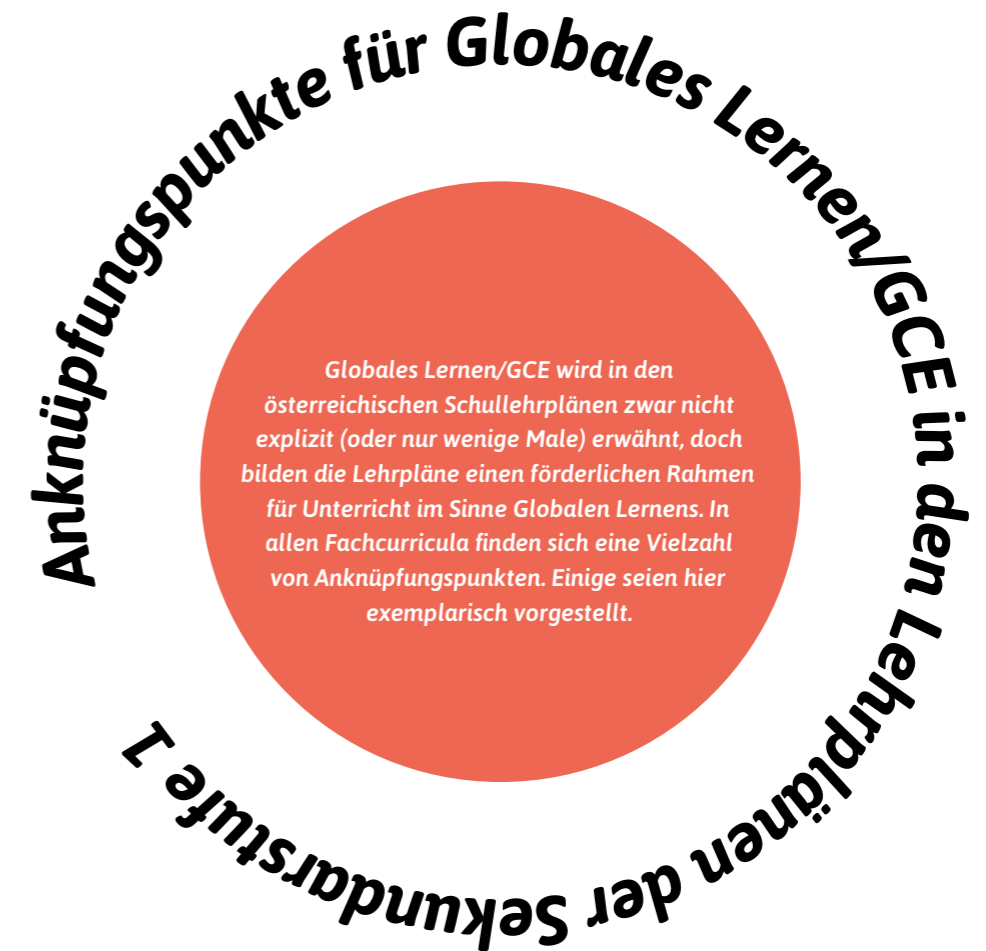 Anknüpfungspunkte für Globales Lernen/GCE in den Lehrplänen der Sekundarstufe 1
Globales Lernen/GCE wird in den
österreichischen Schullehrplänen zwar nicht
explizit (oder nur wenige Male) erwähnt, doch
bilden die Lehrpläne einen förderlichen Rahmen
für Unterricht im Sinne Globalen Lernens. In
allen Fachcurricula finden sich eine Vielzahl
von Anknüpfungspunkten. Einige seien hier
exemplarisch vorgestellt.